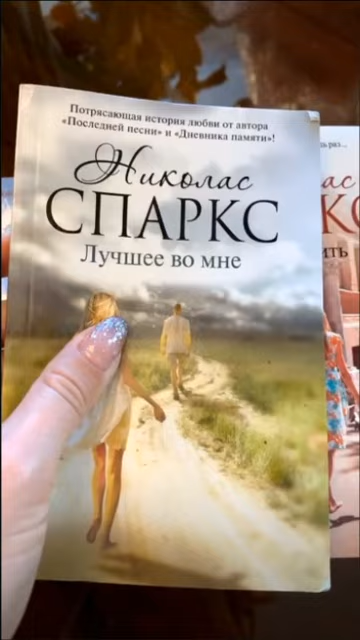 Потрясающая история любви от автора
«Последней песни» и «Дневника памяти»!
Николас
СПАРКС
Лучшее во мне